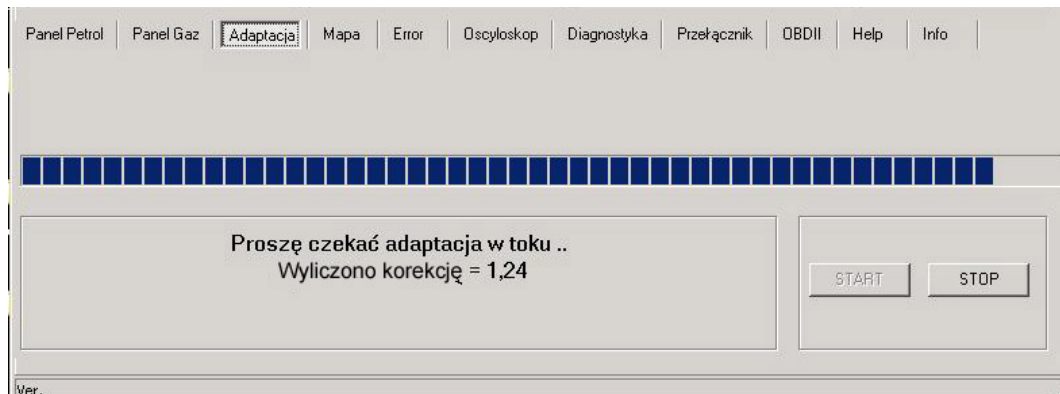 Panel Petrol Panel Gaz Adaptacja Mapa Error Oscyloskop Diagnostyka Przełącznik OBDII Help Info
Proszę czekać adaptacja w toku ..
Wyliczono korekcję = 1,24
START STOP
Ver.